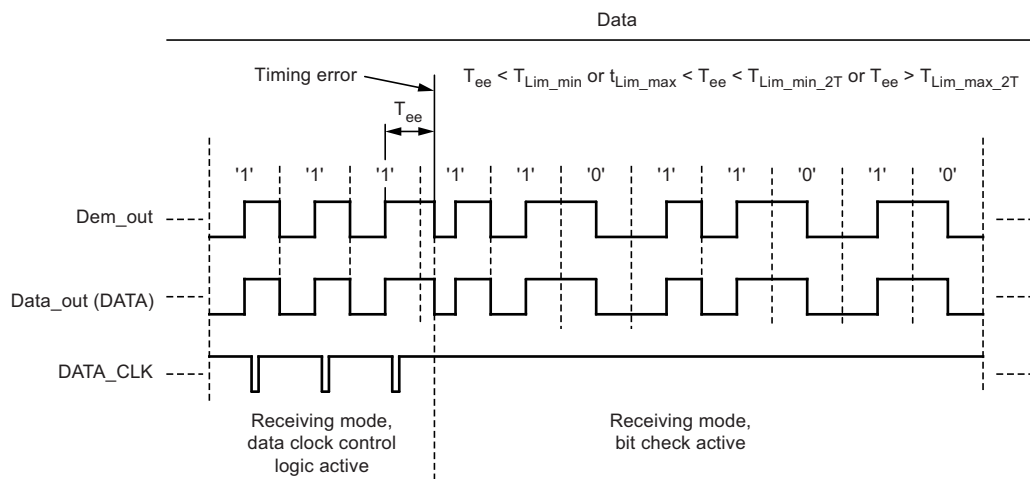 Data
Timing error
T_ee < T_Lim_min or t_Lim_max < T_ee < T_Lim_min_2T or T_ee > T_Lim_max_2T
T_ee
'1' '1' '1' '1' '1' '0' '1' '1' '0' '1' '0'
Dem_out
Data_out (DATA)
DATA_CLK
Receiving mode,
data clock control
logic active
Receiving mode,
bit check active